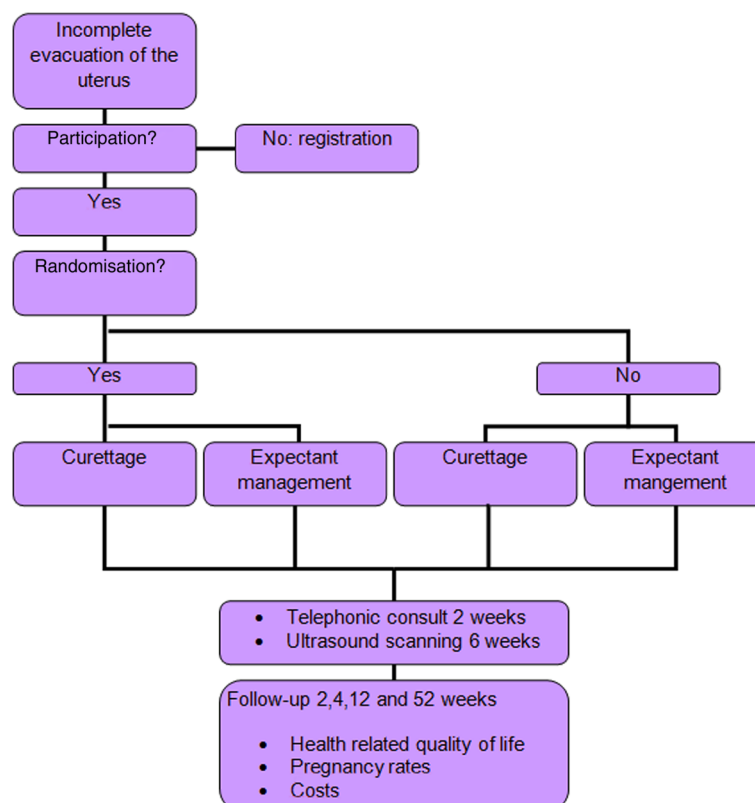 Incomplete
evacuation of the
uterus
Participation?
No: registration
Yes
Randomisation?
Yes
No
Curettage
Expectant
management
Curettage
Expectant
mangement
• Telephonic consult 2 weeks
• Ultrasound scanning 6 weeks
Follow-up 2,4,12 and 52 weeks
• Health related quality of life
• Pregnancy rates
• Costs